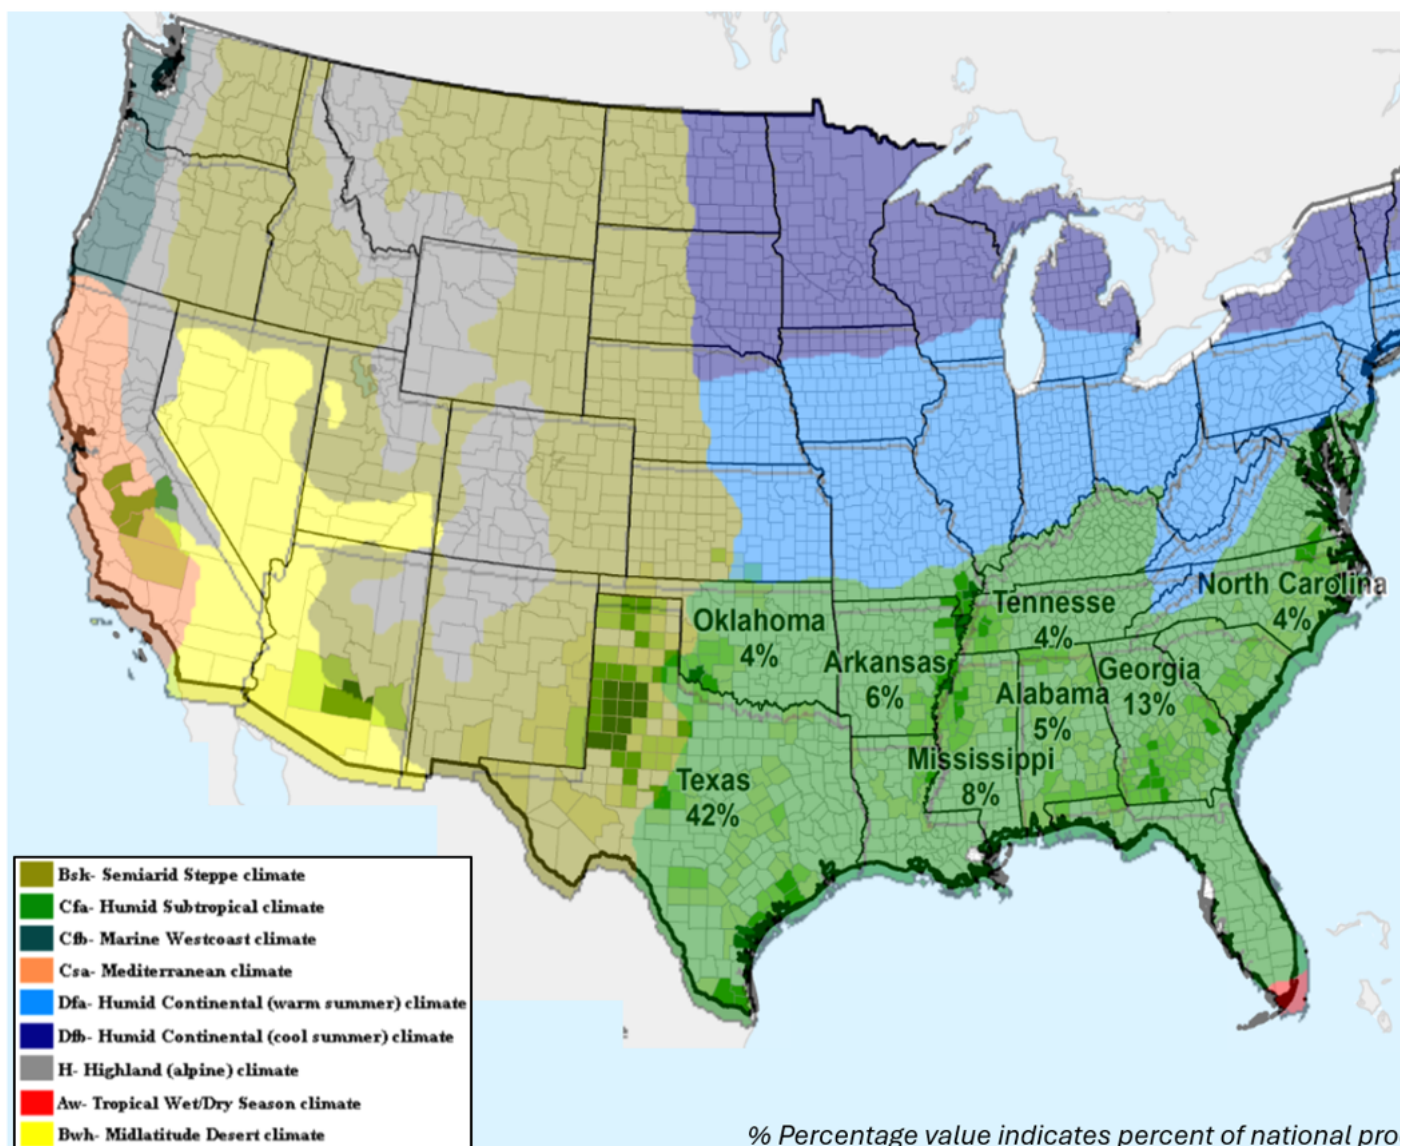 North Carolina
4%
Tennesse
4%
Oklahoma
4%
Arkansas
6%
Georgia
13%
Alabama
5%
Mississippi
8%
Texas
42%
Bsk- Semiarid Steppe climate
Cfa- Humid Subtropical climate
Cfb- Marine Westcoast climate
Csa- Mediterranean climate
Dfa- Humid Continental (warm summer) climate
Dfb- Humid Continental (cool summer) climate
H- Highland (alpine) climate
Aw- Tropical Wet/Dry Season climate
Bwh- Midlatitude Desert climate
% Percentage value indicates percent of national pro